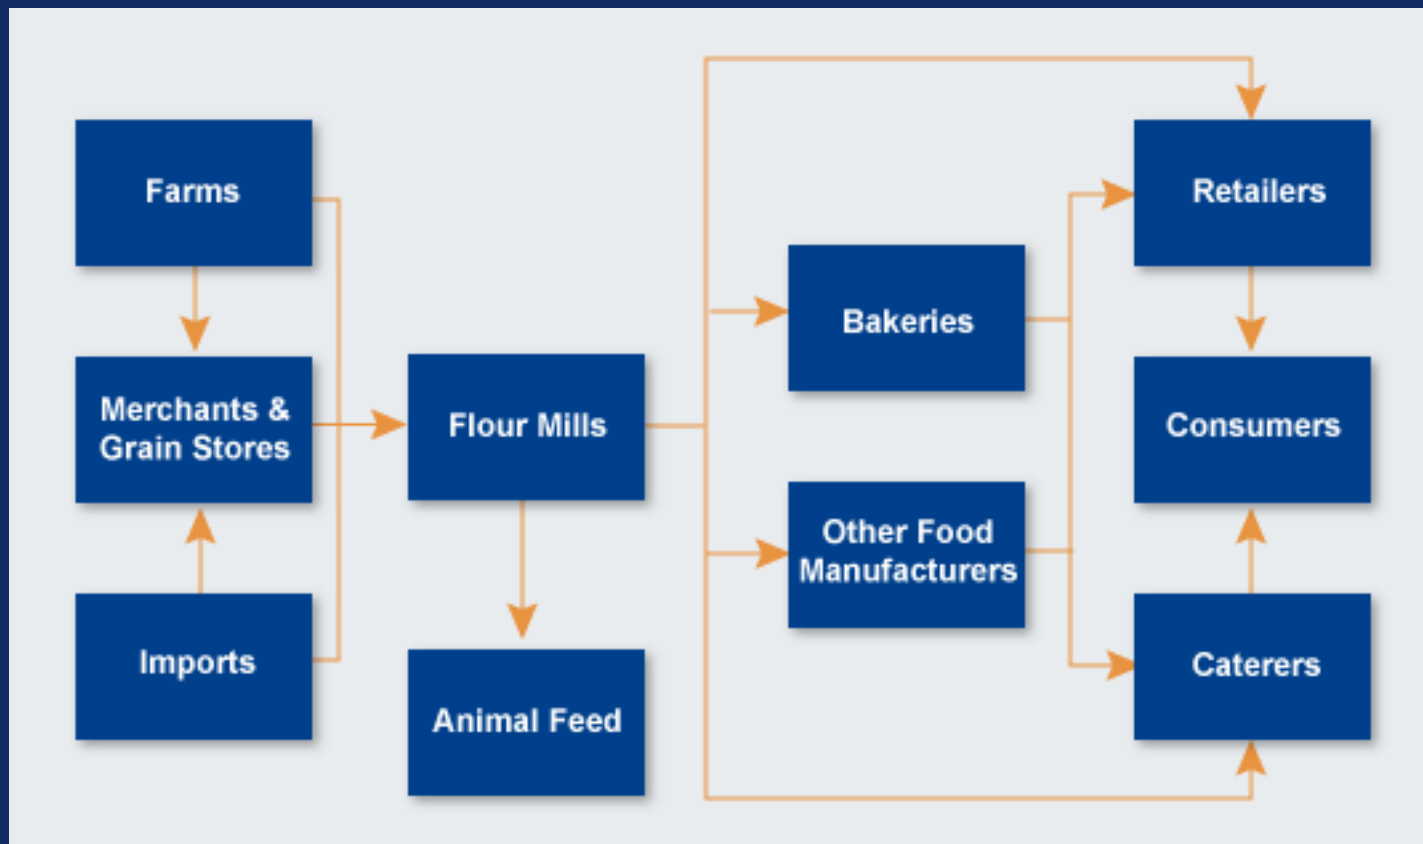 Farms
Merchants &
Grain Stores
Imports
Flour Mills
Animal Feed
Bakeries
Other Food
Manufacturers
Retailers
Consumers
Caterers